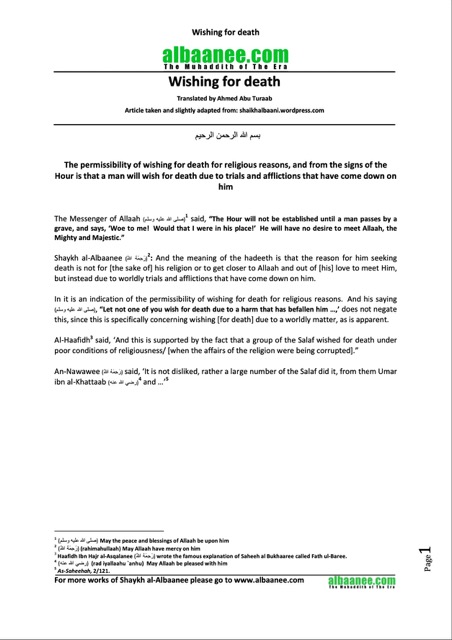 Wishing for death
albaanee.com
The Muhaddith of The Era
Wishing for death
Translated by Ahmed Abu Turaab
Article taken and slightly adapted from: shaikhalbaani.wordpress.com
بسم الله الرحمن الرحيم
The permissibility of wishing for death for religious reasons, and from the signs of the
Hour is that a man will wish for death due to trials and afflictions that have come down on
him
The Messenger of Allaah (صلى الله عليه وسلم)1 said, “The Hour will not be established until a man passes by a
grave, and says, ‘Woe to me! Would that I were in his place!’ He will have no desire to meet Allaah, the
Mighty and Majestic.”
Shaykh al-Albaanee (رَحِمَهُ اللهُ)2: And the meaning of the hadeeth is that the reason for him seeking
death is not for [the sake of] his religion or to get closer to Allaah and out of [his] love to meet Him,
but instead due to worldly trials and afflictions that have come down on him.
In it is an indication of the permissibility of wishing for death for religious reasons. And his saying
(صلى الله عليه وسلم), “Let not one of you wish for death due to a harm that has befallen him …,’ does not negate
this, since this is specifically concerning wishing [for death] due to a worldly matter, as is apparent.
Al-Haafidh3 said, ‘And this is supported by the fact that a group of the Salaf wished for death under
poor conditions of religiousness/ [when the affairs of the religion were being corrupted].”
An-Nawawee (رَحِمَهُ اللهُ) said, ‘It is not disliked, rather a large number of the Salaf did it, from them Umar
ibn al-Khattaab (رضي الله عنه)4 and …’5
1 (صلى الله عليه وسلم) May the peace and blessings of Allaah be upon him
2 (رَحِمَهُ اللهُ) (rahimahullaah) May Allaah have mercy on him
3 Haafidh Ibn Hajr al-Asqalanee (رَحِمَهُ اللهُ) wrote the famous explanation of Saheeh al Bukhaaree called Fath ul-Baree.
4 (رضي الله عنه) (rad iyallaahu `anhu) May Allaah be pleased with him
5 As-Saheehah, 2/121.
For more works of Shaykh al-Albaanee please go to www.albaanee.com
albaanee.com
The Muhaddith of The Era
Page 1